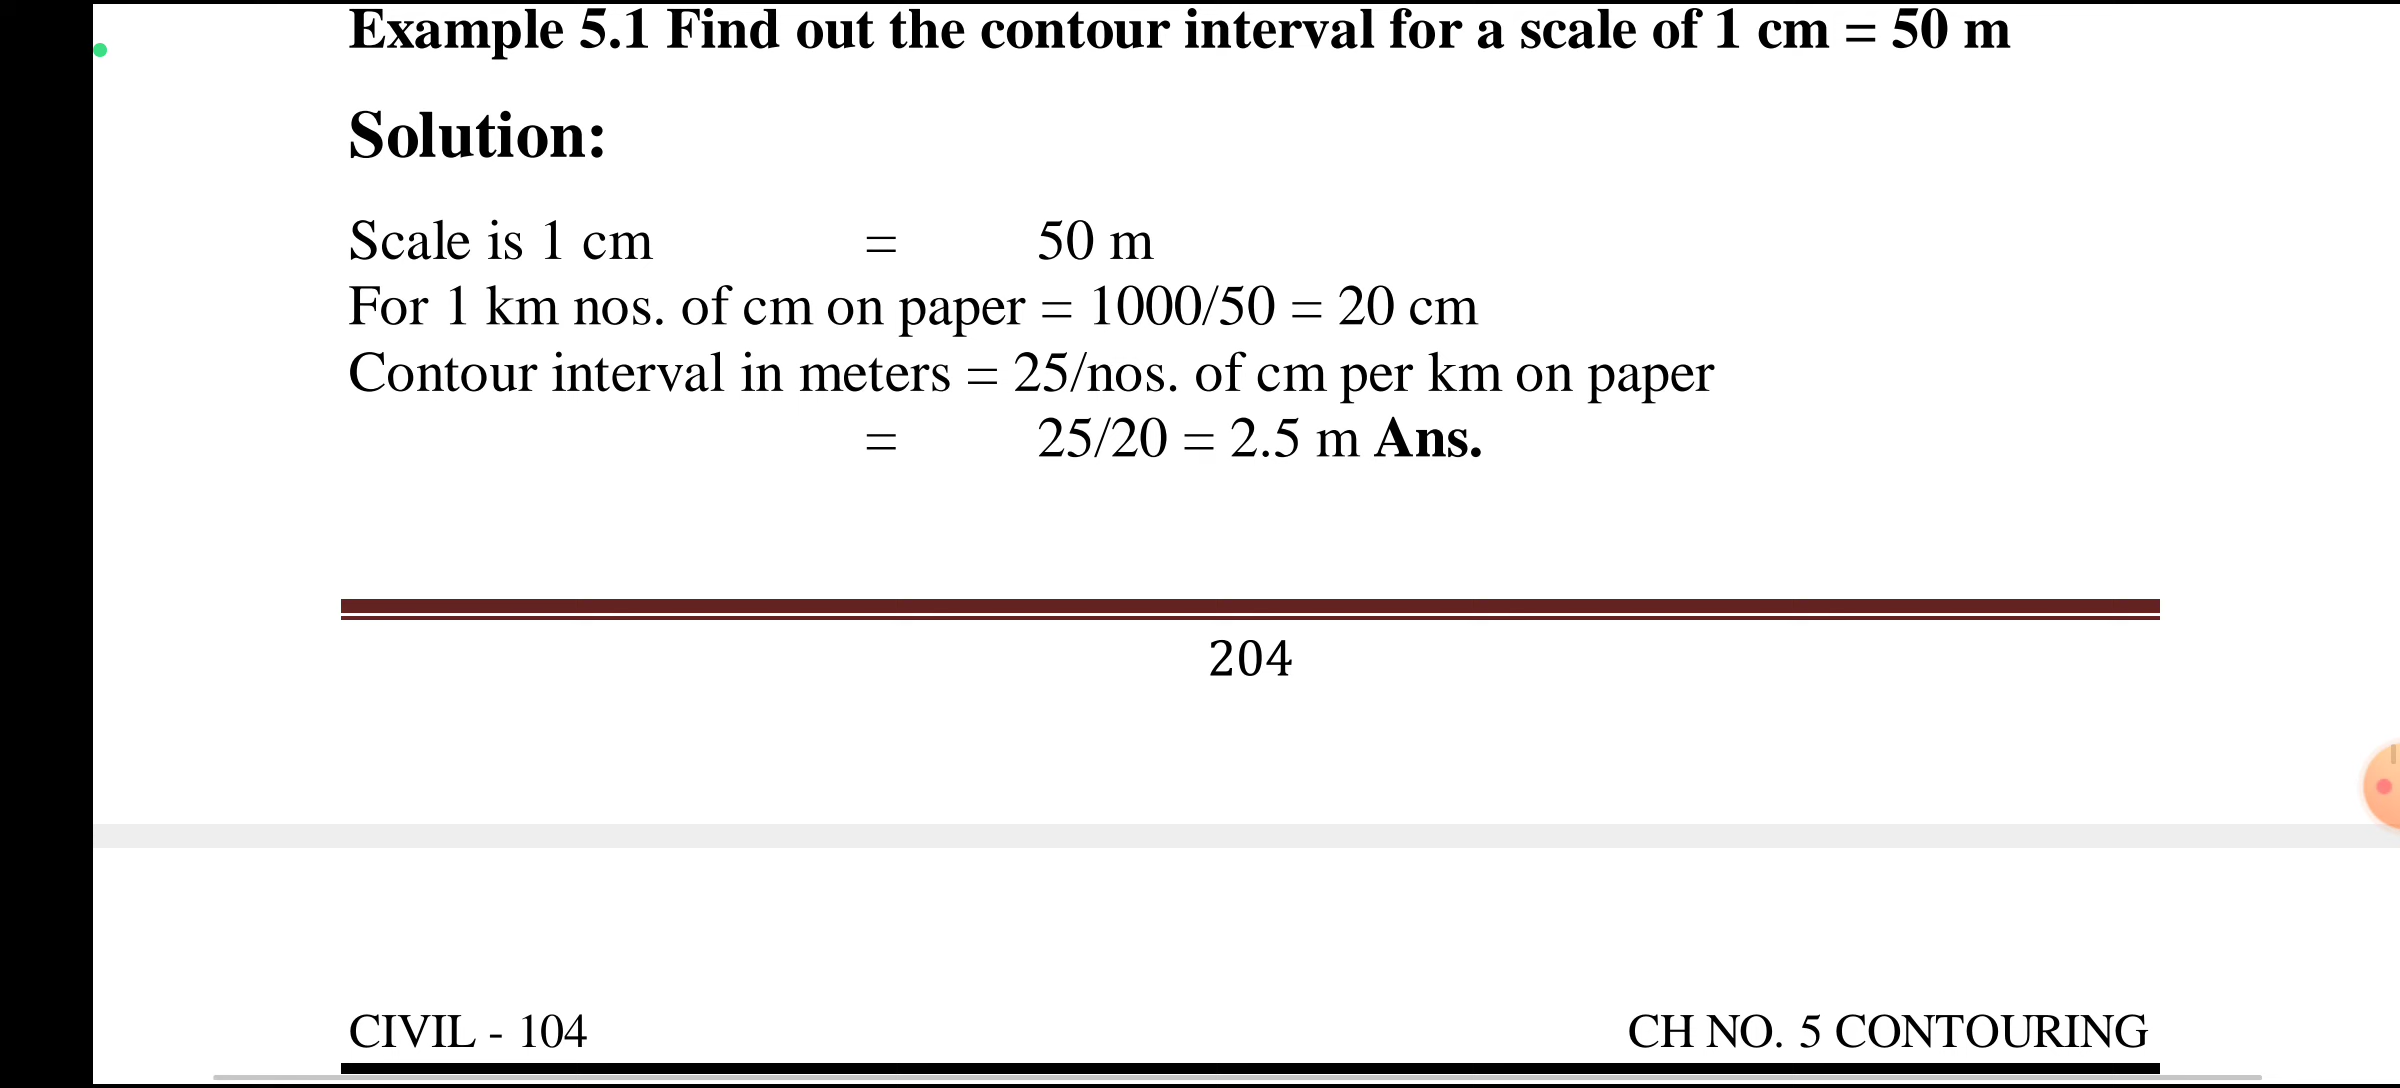 Example 5.1 Find out the contour interval for a scale of 1 cm = 50 m
Solution:
Scale is 1 cm = 50 m
For 1 km nos. of cm on paper = 1000/50 = 20 cm
Contour interval in meters = 25/nos. of cm per km on paper
= 25/20 = 2.5 m Ans.
204
CIVIL - 104 CH NO. 5 CONTOURING